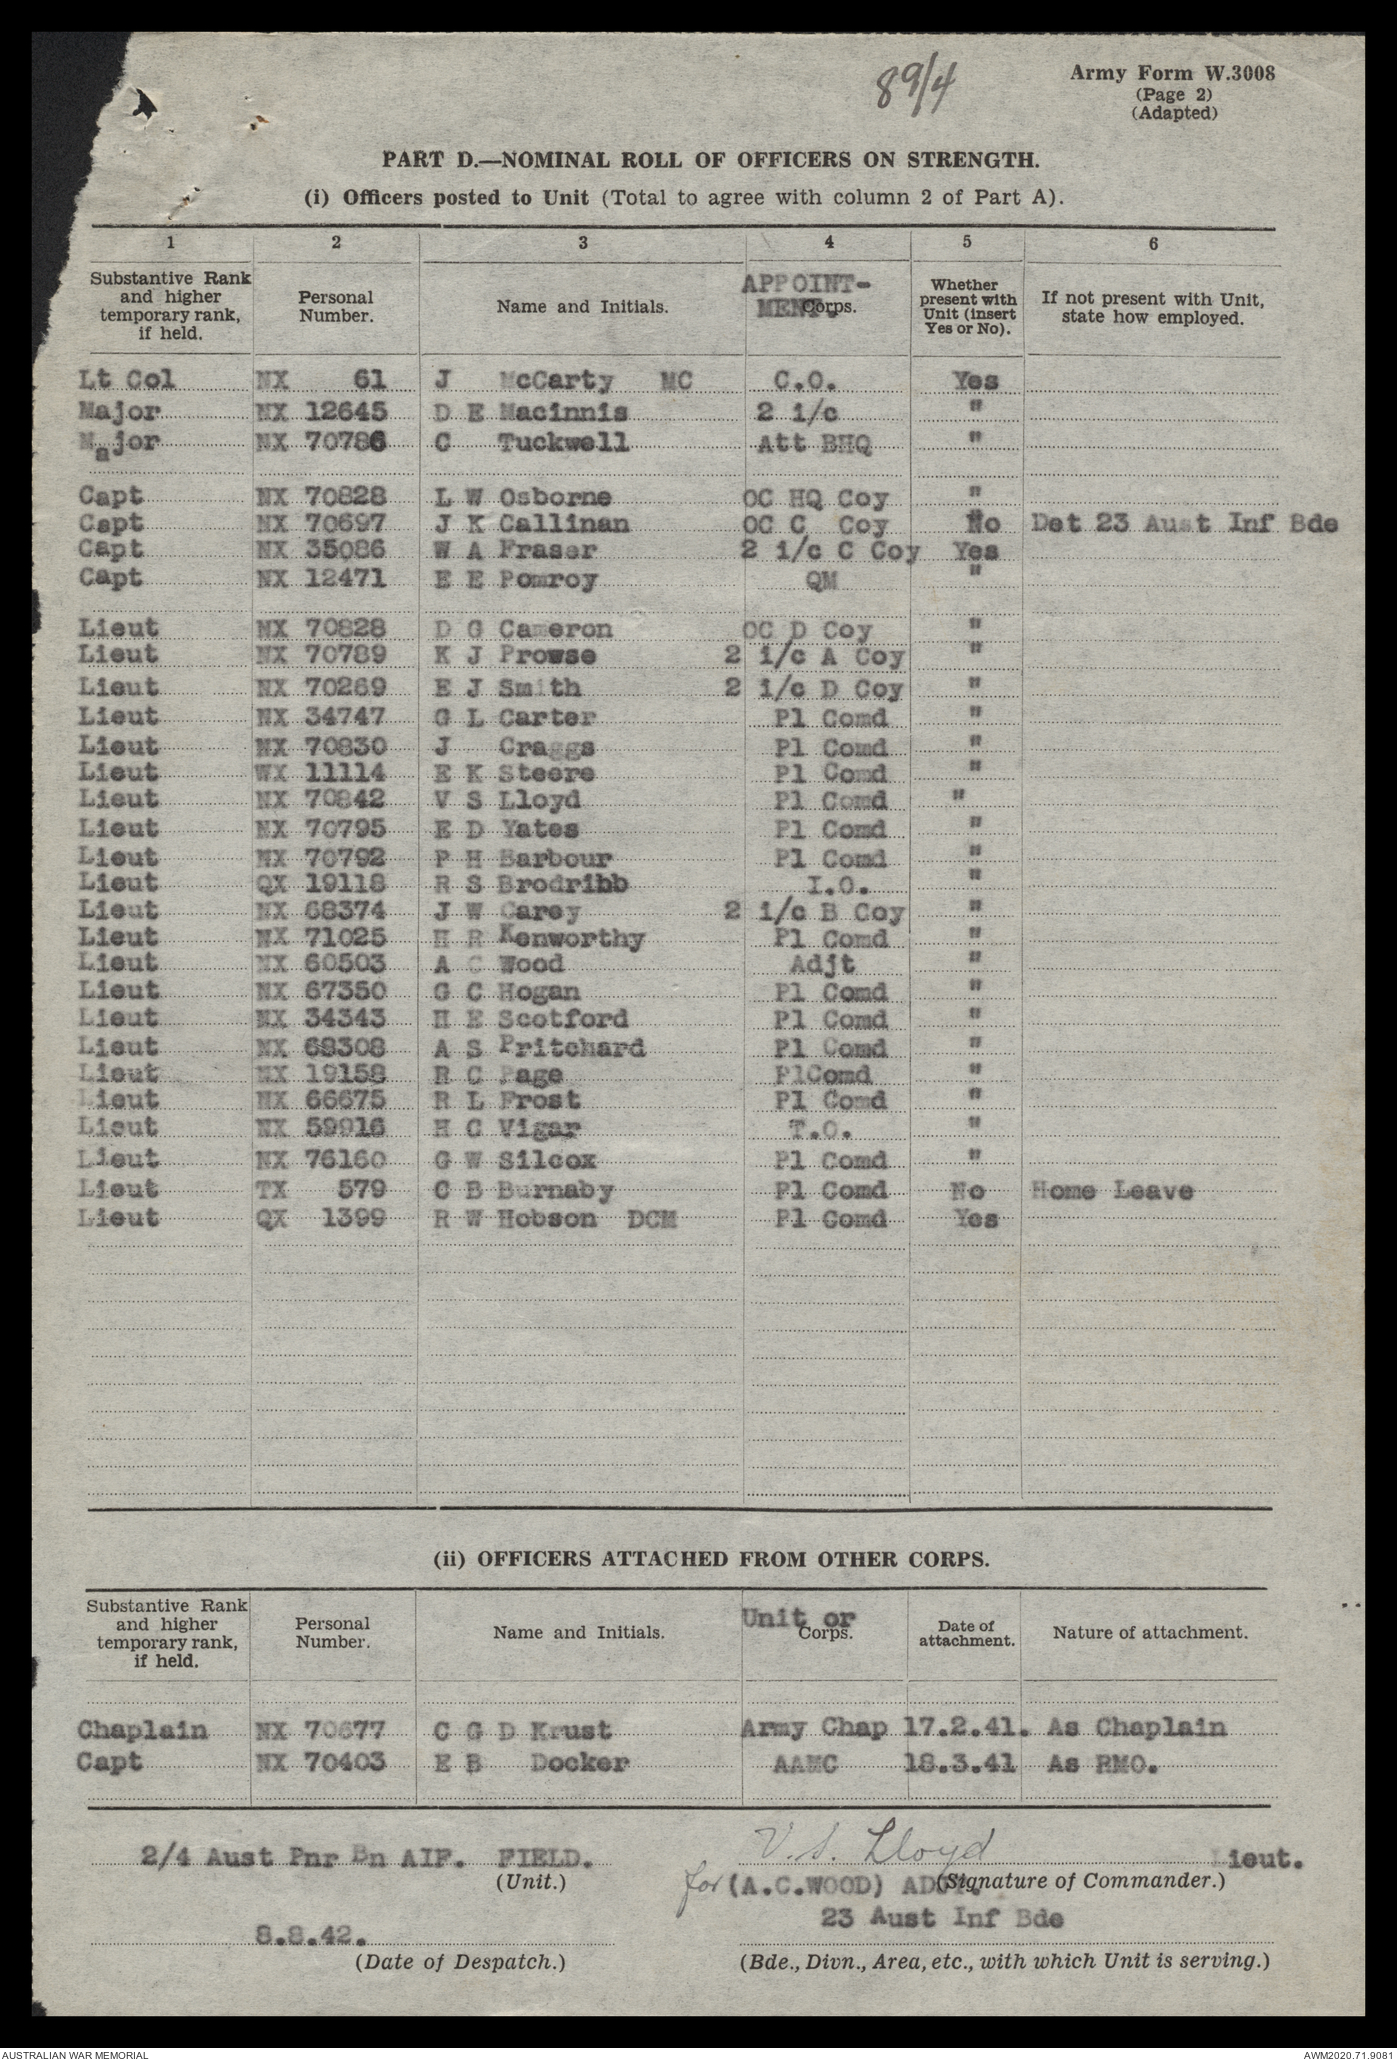 89/4
Army Form W.3008
(Page 2)
(Adapted)
PART D.—NOMINAL ROLL OF OFFICERS ON STRENGTH.
(i) Officers posted to Unit (Total to agree with column 2 of Part A).
1 2 3 4 5 6
Substantive Rank and higher temporary rank, if held. Personal Number. Name and Initials. APPOINT-MENT. Corps. Whether present with Unit (insert Yes or No). If not present with Unit, state how employed.
Lt Col NX 61 J McCarty MC C.O. Yes
Major NX 12645 D E Macinnis 2 i/c "
Major NX 70786 C Tuckwell Att BHQ "
Capt NX 70828 L W Osborne OC HQ Coy "
Capt NX 70697 J K Callinan OC C Coy No Det 23 Aust Inf Bde
Capt NX 35086 W A Fraser 2 i/c C Coy Yes
Capt NX 12471 E E Pomroy QM "
Lieut NX 70828 D G Cameron OC D Coy "
Lieut NX 70789 K J Prowse 2 i/c A Coy "
Lieut NX 70269 E J Smith 2 i/c D Coy "
Lieut NX 34747 G L Carter Pl Comd "
Lieut NX 70830 J Craggs Pl Comd "
Lieut WX 11114 E K Steere Pl Comd "
Lieut NX 70842 V S Lloyd Pl Comd "
Lieut NX 70795 E D Yates Pl Comd "
Lieut NX 70792 P H Barbour Pl Comd "
Lieut QX 19118 R S Brodribb I.O. "
Lieut NX 68374 J W Carey 2 i/c B Coy "
Lieut NX 71025 H R Kenworthy Pl Comd "
Lieut NX 60503 A C Wood Adjt "
Lieut NX 67350 G C Hogan Pl Comd "
Lieut NX 34343 H E Scotford Pl Comd "
Lieut NX 68308 A S Pritchard Pl Comd "
Lieut NX 19158 R C Page PlComd "
Lieut NX 66675 R L Frost Pl Comd "
Lieut NX 59916 H C Vigar T.O. "
Lieut NX 76160 G W Silcox Pl Comd "
Lieut TX 579 C B Burnaby Pl Comd No Home Leave
Lieut QX 1399 R W Hobson DCM Pl Comd Yes
(ii) OFFICERS ATTACHED FROM OTHER CORPS.
Substantive Rank and higher temporary rank, if held. Personal Number. Name and Initials. Unit or Corps. Date of attachment. Nature of attachment.
Chaplain NX 70677 C G D Krust Army Chap 17.2.41. As Chaplain
Capt NX 70403 E B Docker AAMC 18.3.41 As RMO.
2/4 Aust Pnr Bn AIF. FIELD. V.S. Lloyd Lieut.
(Unit.) for (A.C.WOOD) ADJT. (Signature of Commander.)
23 Aust Inf Bde
8.8.42.
(Date of Despatch.) (Bde., Divn., Area, etc., with which Unit is serving.)
AUSTRALIAN WAR MEMORIAL AWM2020.71.9081